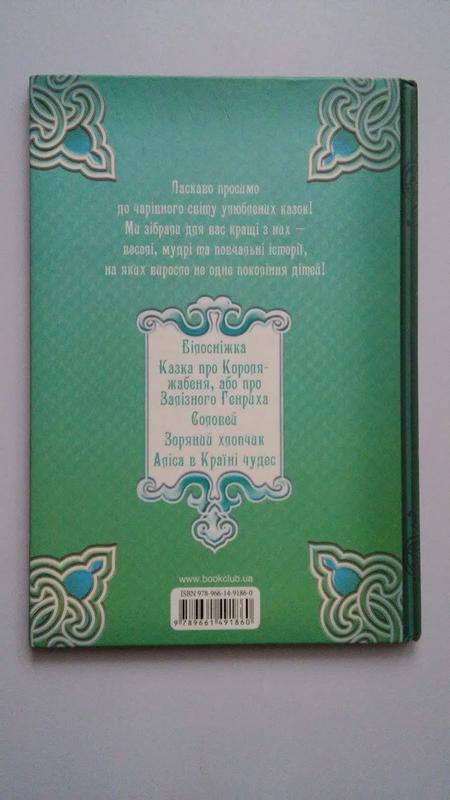 Ласкаво просимо
до чарівного світу улюблених казок!
Ми зібрали для вас кращі з них —
веселі, мудрі та повчальні історії,
на яких виросло не одне покоління дітей!
Білосніжка
Казка про Короля-
жабеня, або про
Залізного Генриха
Соловей
Зоряний хлопчик
Аліса в Країні чудес
www.bookclub.ua
ISBN 978-966-14-9186-0
9 789661 491860